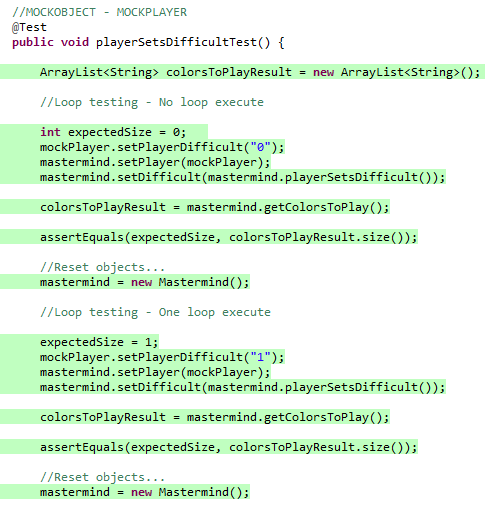 //MOCKOBJECT - MOCKPLAYER
@Test
public void playerSetsDifficultTest() {
ArrayList<String> colorsToPlayResult = new ArrayList<String>();
//Loop testing - No loop execute
int expectedSize = 0;
mockPlayer.setPlayerDifficult("0");
mastermind.setPlayer(mockPlayer);
mastermind.setDifficult(mastermind.playerSetsDifficult());
colorsToPlayResult = mastermind.getColorsToPlay();
assertEquals(expectedSize, colorsToPlayResult.size());
//Reset objects...
mastermind = new Mastermind();
//Loop testing - One loop execute
expectedSize = 1;
mockPlayer.setPlayerDifficult("1");
mastermind.setPlayer(mockPlayer);
mastermind.setDifficult(mastermind.playerSetsDifficult());
colorsToPlayResult = mastermind.getColorsToPlay();
assertEquals(expectedSize, colorsToPlayResult.size());
//Reset objects...
mastermind = new Mastermind();